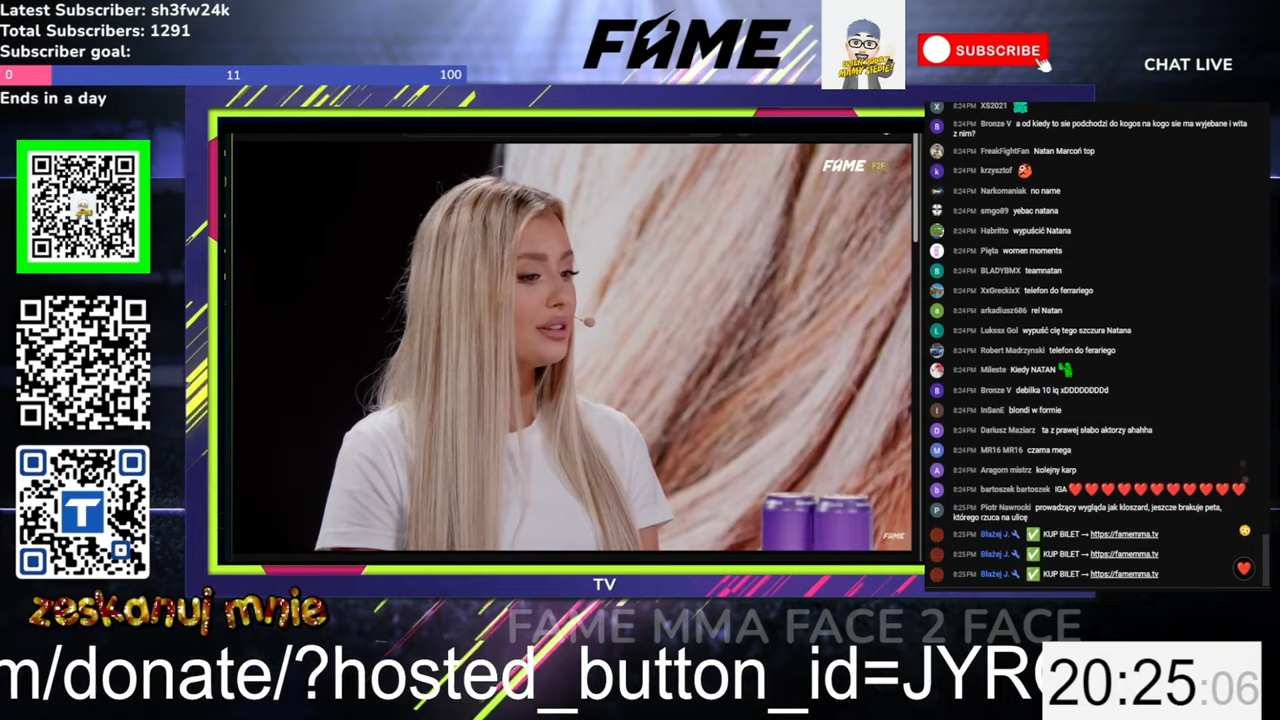 Latest Subscriber: sh3fw24k
Total Subscribers: 1291
Subscriber goal:
0 11 100
Ends in a day
FAME
DZIEŃ DOBRY
MAMY CIEBIE!
SUBSCRIBE
CHAT LIVE
FAME F2F
8:24PM XS2021
8:24PM Bronze V a od kiedy to sie podchodzi do kogos na kogo sie ma wyjebane i wita
z nim?
8:24PM FreakFightFan Natan Marcoń top
8:24PM krzysztof
8:24PM Narkomaniak no name
8:24PM smgo89 yebac natana
8:24PM Habritto wypuścić Natana
8:24PM Pięta women moments
8:24PM BLADYBMX teamnatan
8:24PM XxGreckixX telefon do ferrariego
8:24PM arkadiusz686 rel Natan
8:24PM Lukssx Gol wypuść cię tego szczura Natana
8:24PM Robert Madrzynski telefon do ferariego
8:24PM Mileste Kiedy NATAN
8:24PM Bronze V debilka 10 iq xDDDDDDDDd
8:24PM InSanE blondi w formie
8:24PM Dariusz Maziarz ta z prawej słabo aktorzy ahahha
8:24PM MR16 MR16 czarna mega
8:24PM Aragorn mistrz kolejny karp
8:24PM bartoszek bartoszek IGA ❤️❤️❤️❤️❤️❤️❤️❤️❤️❤️❤️
8:25PM Piotr Nawrocki prowadzący wygląda jak kloszard, jeszcze brakuje peta,
którego rzuca na ulicę
8:25PM Błażej J. ✅ KUP BILET → https://famemma.tv
8:25PM Błażej J. ✅ KUP BILET → https://famemma.tv
8:25PM Błażej J. ✅ KUP BILET → https://famemma.tv
FAME
T
TV
zeskanuj mnie
FAME MMA FACE 2 FACE
m/donate/?hosted_button_id=JYR
20:25:06